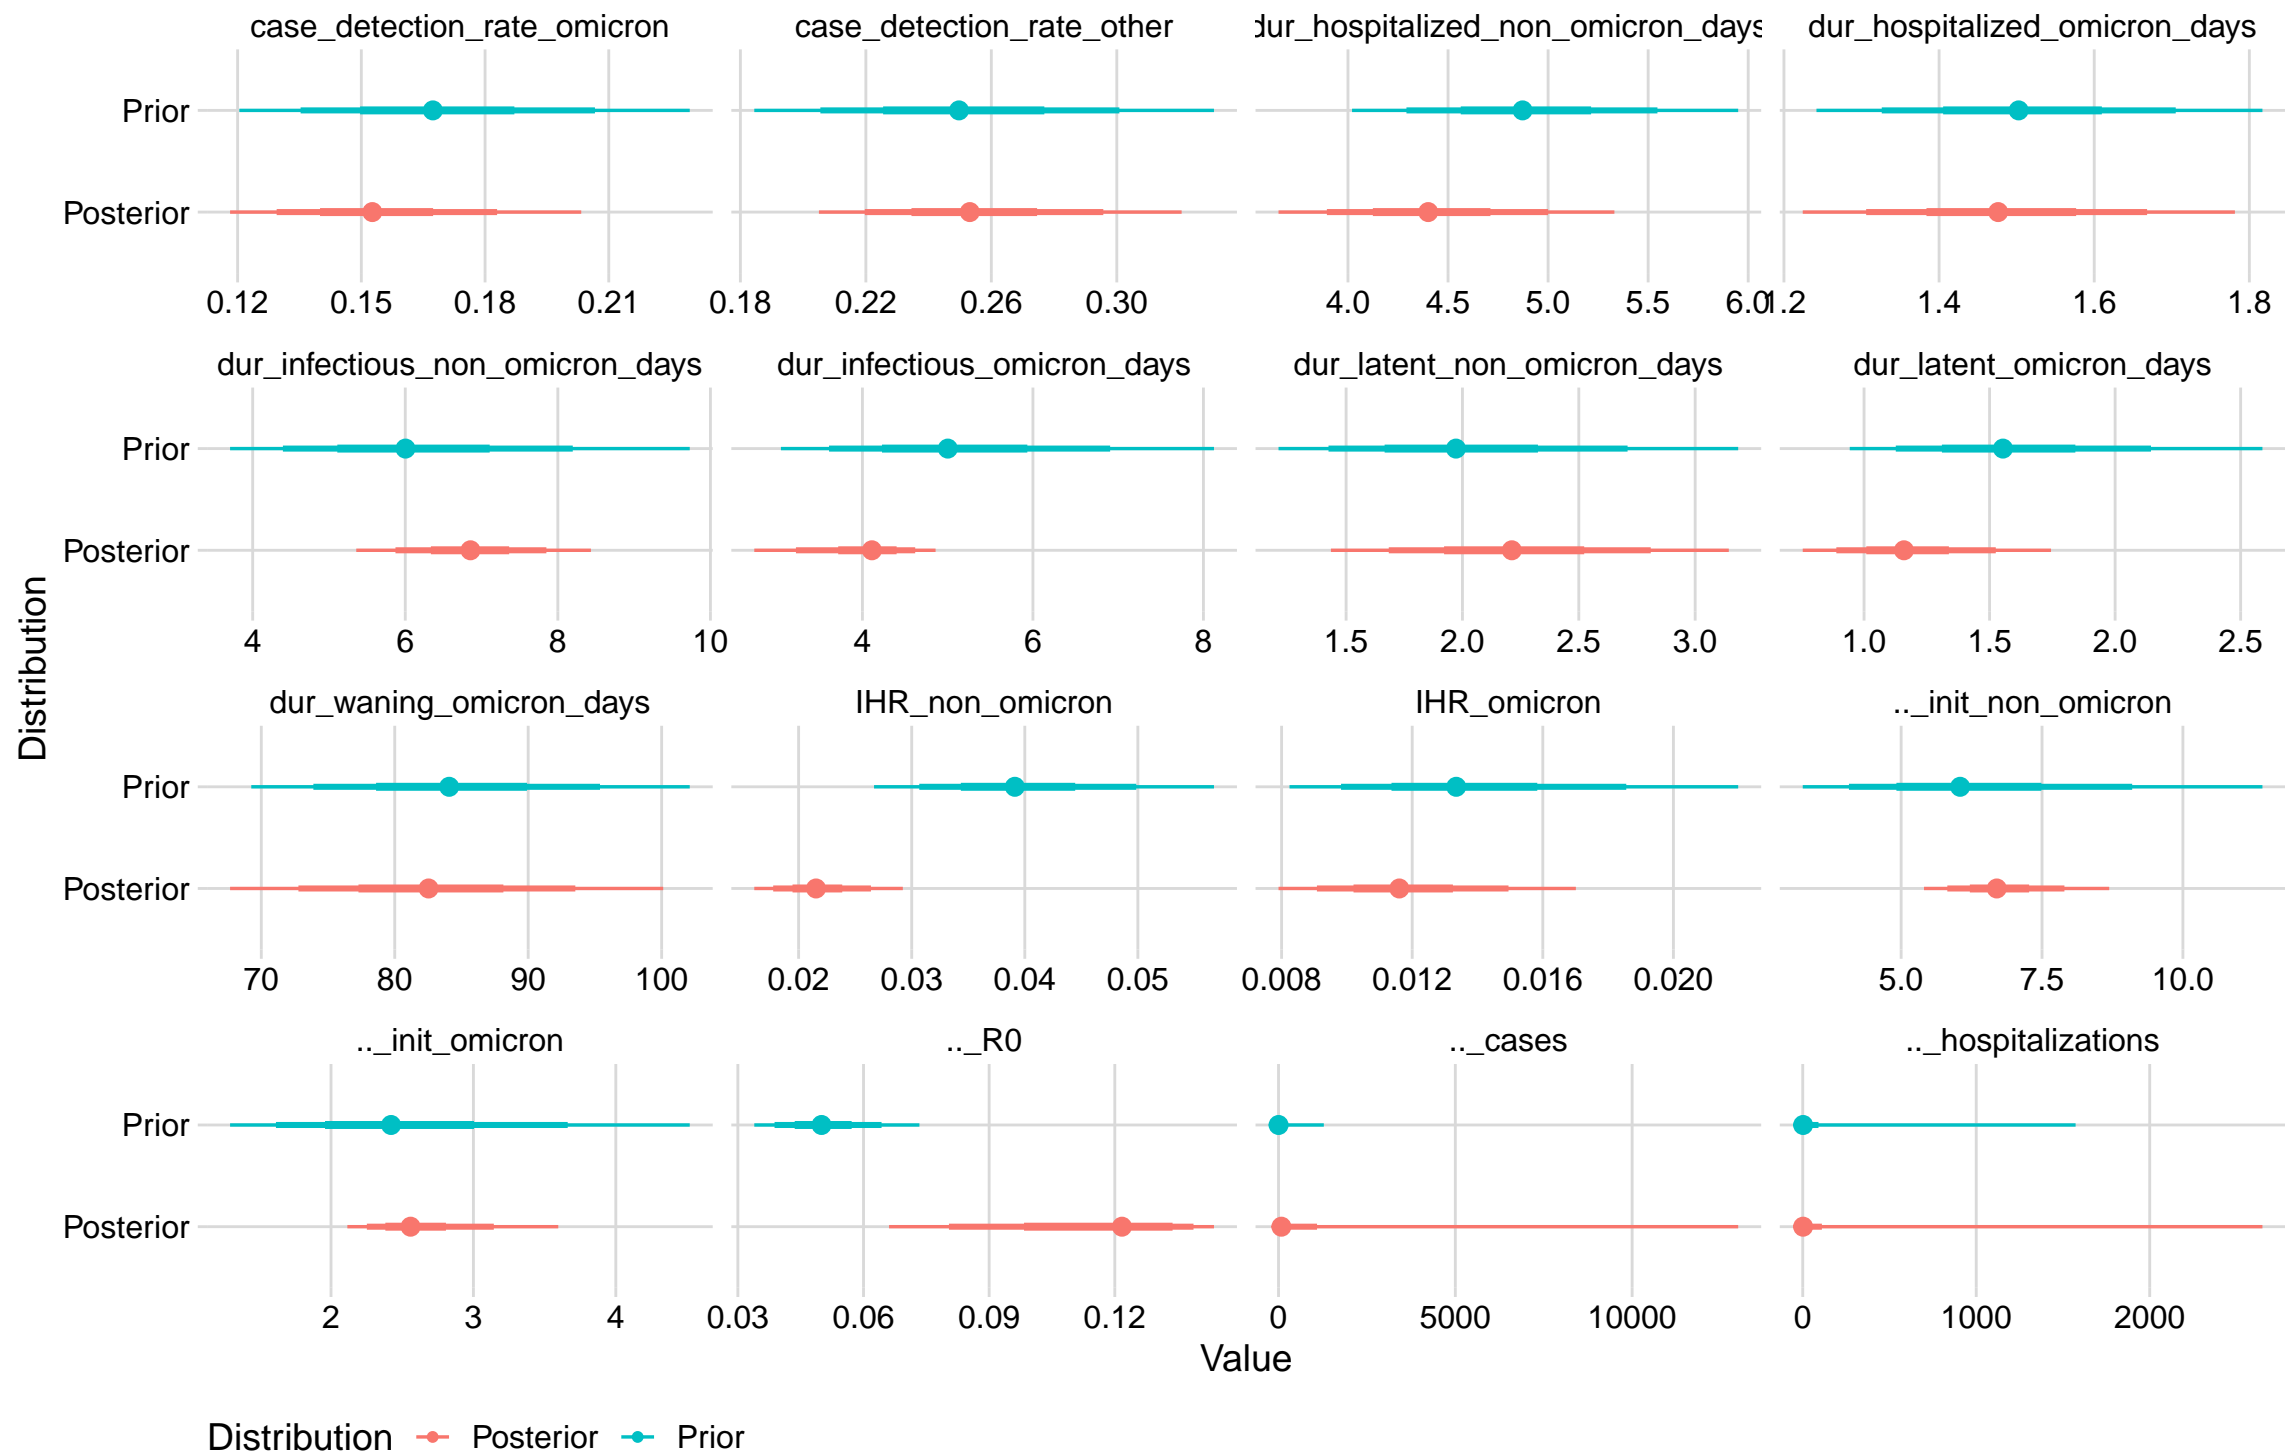 case_detection_rate_omicron case_detection_rate_other dur_hospitalized_non_omicron_days dur_hospitalized_omicron_days
Prior
Posterior
0.12 0.15 0.18 0.21 0.18 0.22 0.26 0.30 4.0 4.5 5.0 5.5 6.0 1.2 1.4 1.6 1.8
dur_infectious_non_omicron_days dur_infectious_omicron_days dur_latent_non_omicron_days dur_latent_omicron_days
Prior
Posterior
4 6 8 10 4 6 8 1.5 2.0 2.5 3.0 1.0 1.5 2.0 2.5
Distribution
dur_waning_omicron_days IHR_non_omicron IHR_omicron .._init_non_omicron
Prior
Posterior
70 80 90 100 0.02 0.03 0.04 0.05 0.008 0.012 0.016 0.020 5.0 7.5 10.0
.._init_omicron .._R0 .._cases .._hospitalizations
Prior
Posterior
2 3 4 0.03 0.06 0.09 0.12 0 5000 10000 0 1000 2000
Value
Distribution Posterior Prior